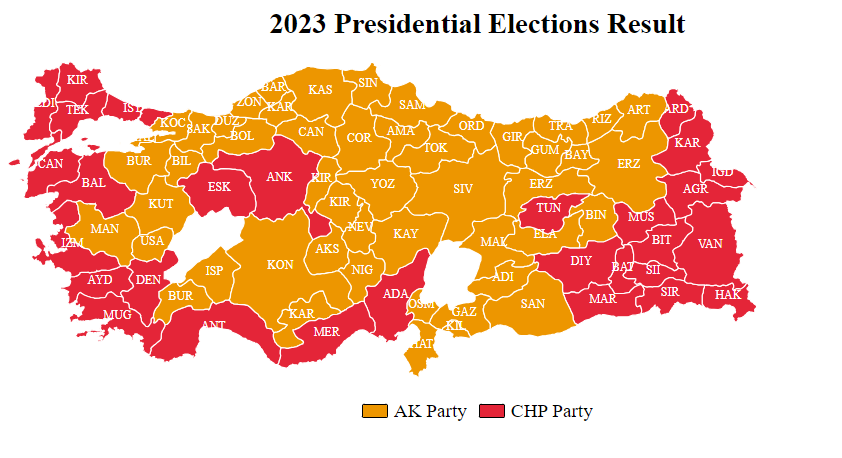 2023 Presidential Elections Result
KIR
TEK
IST
KOC
SAK
DUZ
BOL
ZON
BAR
KAR
KAS
SIN
SAM
CAN
COR
AMA
TOK
ORD
GIR
GUM
TRA
BAY
RIZ
ART
ARD
KAR
IGD
CAN
BAL
BUR
BIL
ESK
ANK
KIR
YOZ
SIV
ERZ
ERZ
AGR
KUT
KIR
TUN
BIN
MUS
MAN
IZM
USA
NEV
KAY
MAL
ELA
BIT
VAN
AKS
KON
ISP
NIG
DIY
BAT
SII
AYD
DEN
BUR
ADI
SAN
MAR
SIR
HAK
ADA
OSM
GAZ
KIL
MUG
ANT
KAR
MER
HAT
AK Party
CHP Party